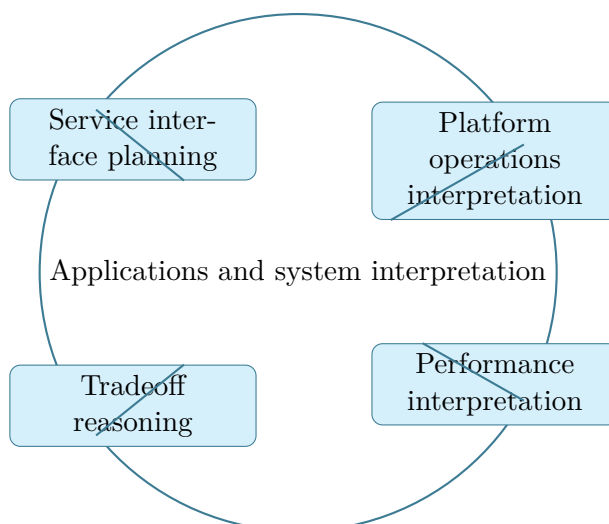 Service inter-
face planning
Platform
operations
interpretation
Applications and system interpretation
Tradeoff
reasoning
Performance
interpretation